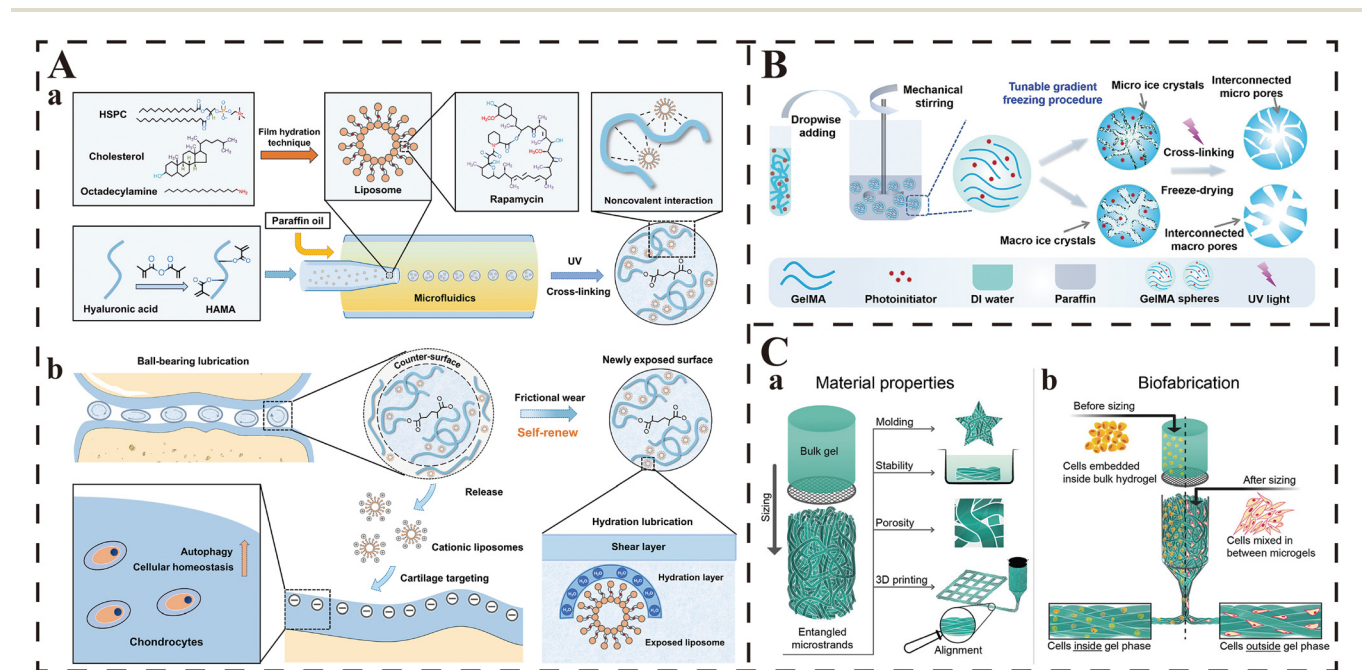 A
a
HSPC
Cholesterol
Octadecylamine
Film hydration
technique
Liposome
Rapamycin
Noncovalent interaction
Paraffin oil
Hyaluronic acid
HAMA
Microfluidics
UV
Cross-linking
b
Ball-bearing lubrication
Counter-surface
Frictional wear
Self-renew
Newly exposed surface
Release
Cationic liposomes
Cartilage targeting
Autophagy
Cellular homeostasis
Chondrocytes
Hydration lubrication
Shear layer
Hydration layer
H₂O
H₂O
H₂O
H₂O
H₂O
H₂O
Exposed liposome
B
Dropwise
adding
Mechanical
stirring
Tunable gradient
freezing procedure
Micro ice crystals
Interconnected
micro pores
Cross-linking
Freeze-drying
Macro ice crystals
Interconnected
macro pores
GelMA
Photoinitiator
DI water
Paraffin
GelMA spheres
UV light
C
a
Material properties
Bulk gel
Sizing
Entangled
microstrands
Molding
Stability
Porosity
3D printing
Alignment
b
Biofabrication
Before sizing
Cells embedded
inside bulk hydrogel
After sizing
Cells mixed in
between microgels
Cells inside gel phase
Cells outside gel phase